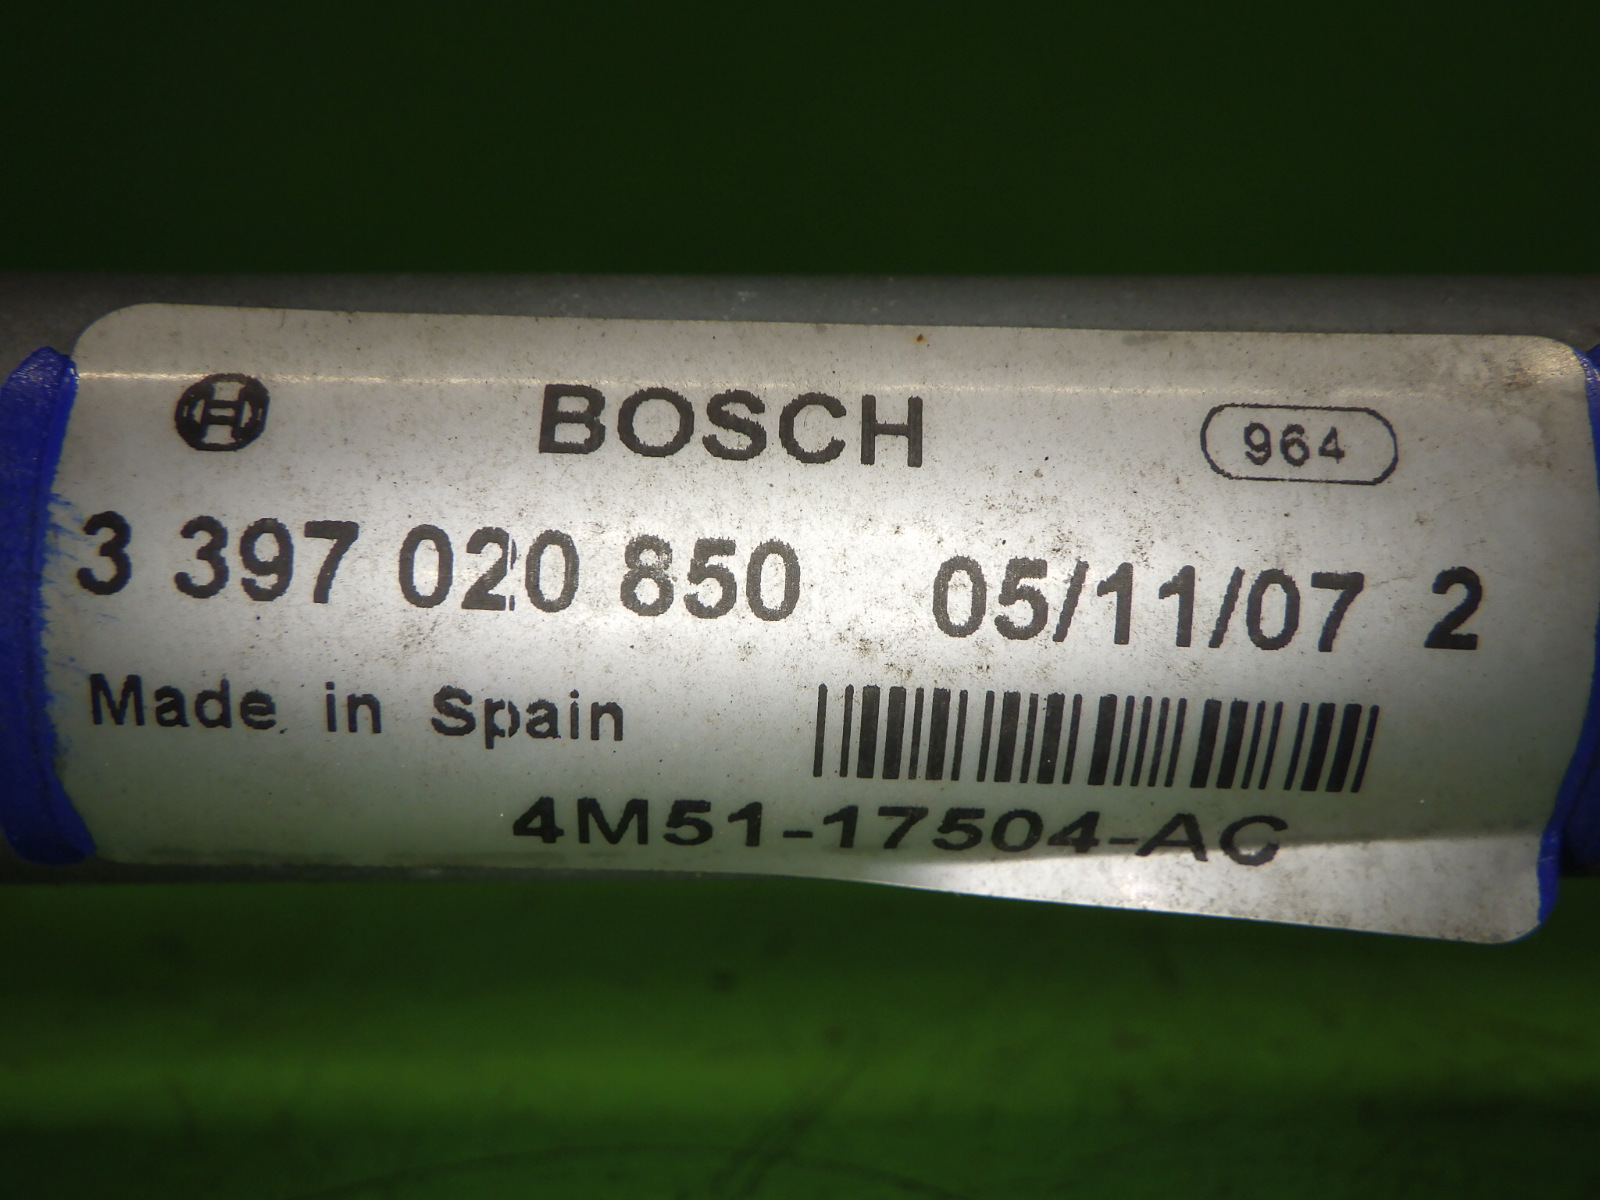 BOSCH 964
3 397 020 850 05/11/07 2
Made in Spain
4M51-17504-AC